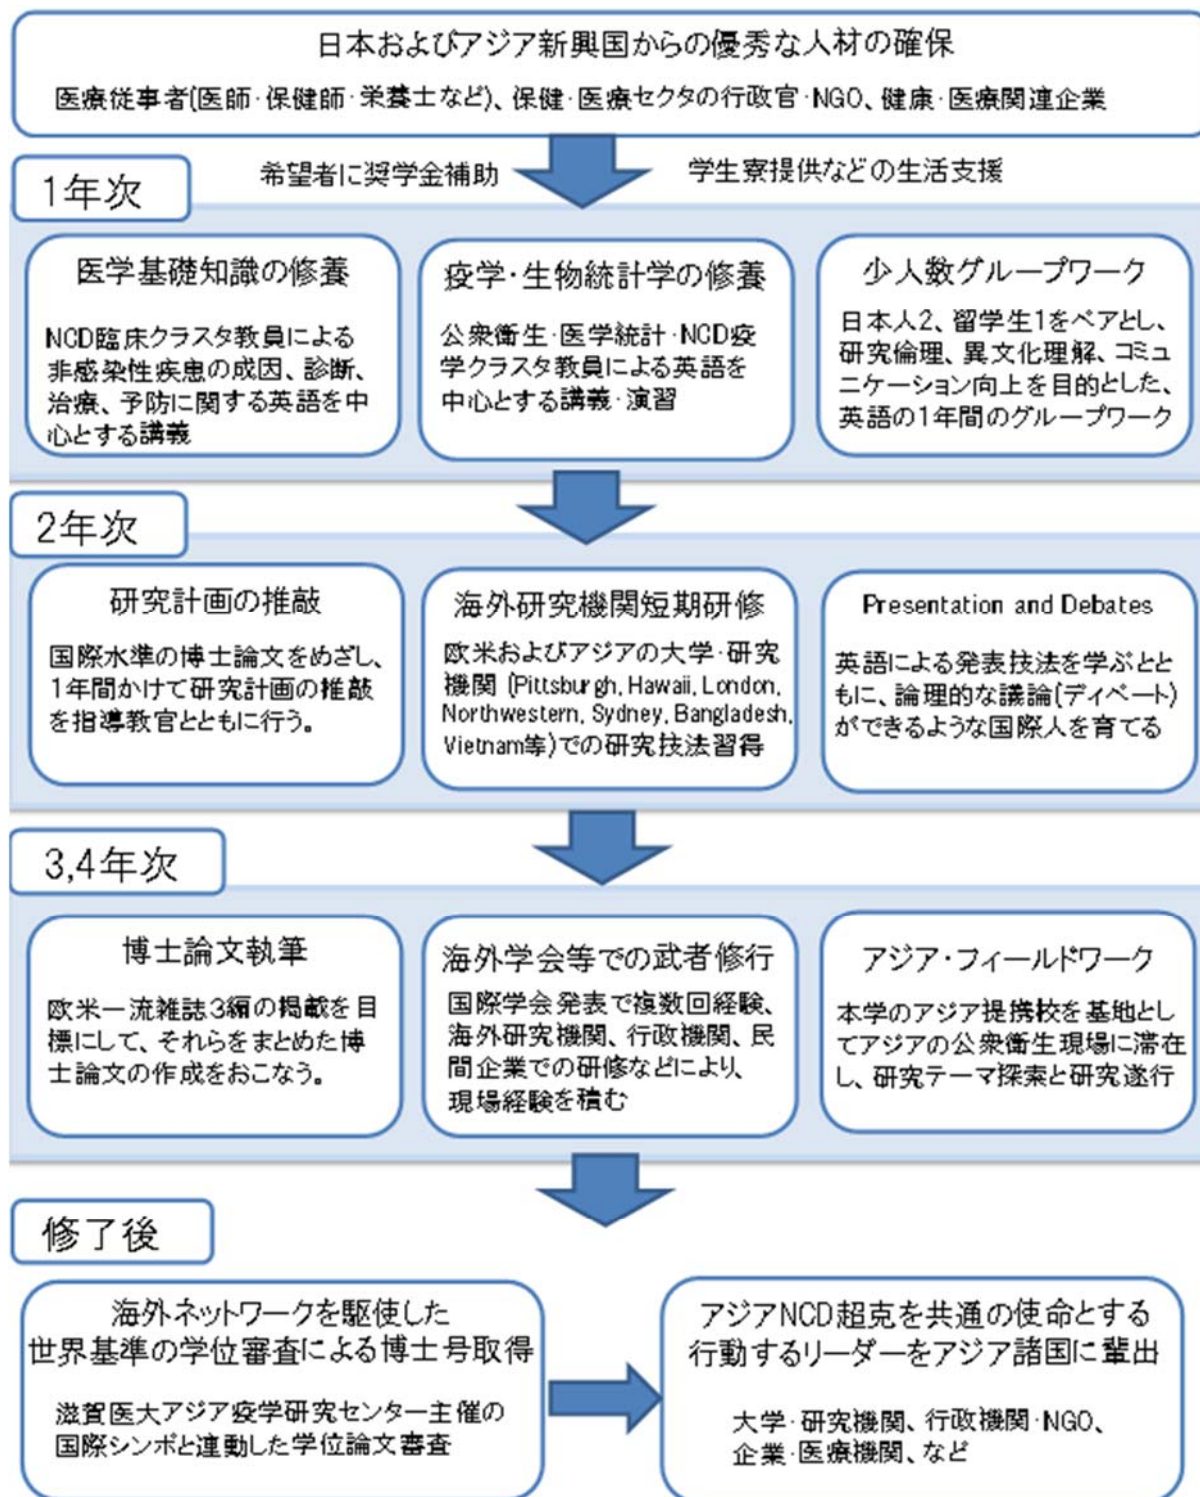 日本およびアジア新興国からの優秀な人材の確保
医療従事者(医師・保健師・栄養士など)、保健・医療セクタの行政官・NGO、健康・医療関連企業
希望者に奨学金補助
学生寮提供などの生活支援
1年次
医学基礎知識の修養
NCD臨床クラスタ教員による
非感染性疾患の成因、診断、
治療、予防に関する英語を中
心とする講義
疫学・生物統計学の修養
公衆衛生・医学統計・NCD疫
学クラスタ教員による英語を
中心とする講義・演習
少人数グループワーク
日本人2、留学生1をペアとし、
研究倫理、異文化理解、コミュ
ニケーション向上を目的とした、
英語の1年間のグループワーク
2年次
研究計画の推敲
国際水準の博士論文をめざし、
1年間かけて研究計画の推敲
を指導教官とともに行う。
海外研究機関短期研修
欧米およびアジアの大学・研究
機関 (Pittsburgh, Hawaii, London,
Northwestern, Sydney, Bangladesh,
Vietnam等)での研究技法習得
Presentation and Debates
英語による発表技法を学ぶとと
もに、論理的な議論(ディベート)
ができるような国際人を育てる
3,4年次
博士論文執筆
欧米一流雑誌3編の掲載を目
標にして、それらをまとめた博
士論文の作成をおこなう。
海外学会等での武者修行
国際学会発表で複数回経験、
海外研究機関、行政機関、民
間企業での研修などにより、
現場経験を積む
アジア・フィールドワーク
本学のアジア提携校を基地とし
てアジアの公衆衛生現場に滞在
し、研究テーマ探索と研究遂行
修了後
海外ネットワークを駆使した
世界基準の学位審査による博士号取得
滋賀医大アジア疫学研究センター主催の
国際シンポと連動した学位論文審査
アジアNCD超克を共通の使命とする
行動するリーダーをアジア諸国に輩出
大学・研究機関、行政機関・NGO、
企業・医療機関、など